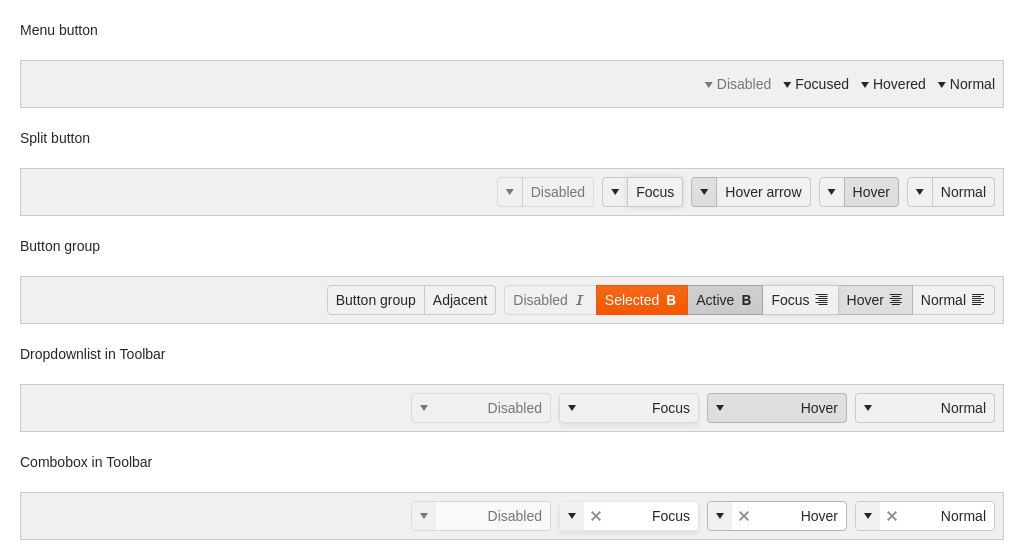 Menu button
Disabled Focused Hovered Normal
Split button
Disabled Focus Hover arrow Hover Normal
Button group
Button group Adjacent Disabled Selected Active Focus Hover Normal
Dropdownlist in Toolbar
Disabled Focus Hover Normal
Combobox in Toolbar
Disabled Focus Hover Normal